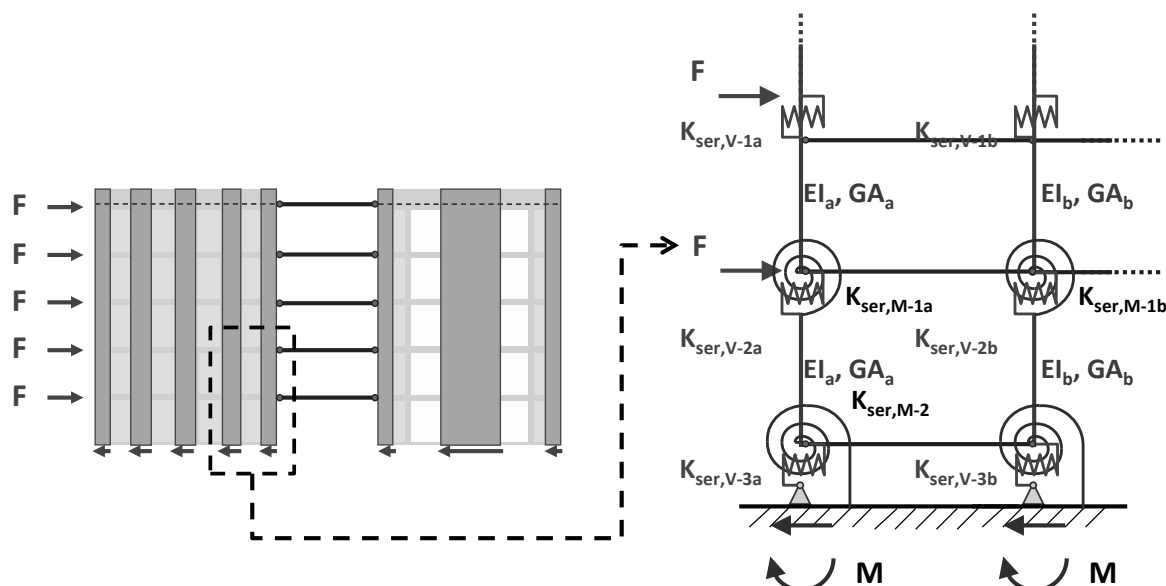 F
F
F
F
F
F
K_ser,V-1a
K_ser,V-1b
EI_a, GA_a
EI_b, GA_b
F
K_ser,M-1a
K_ser,M-1b
K_ser,V-2a
K_ser,V-2b
EI_a, GA_a
EI_b, GA_b
K_ser,M-2
K_ser,V-3a
K_ser,V-3b
M
M